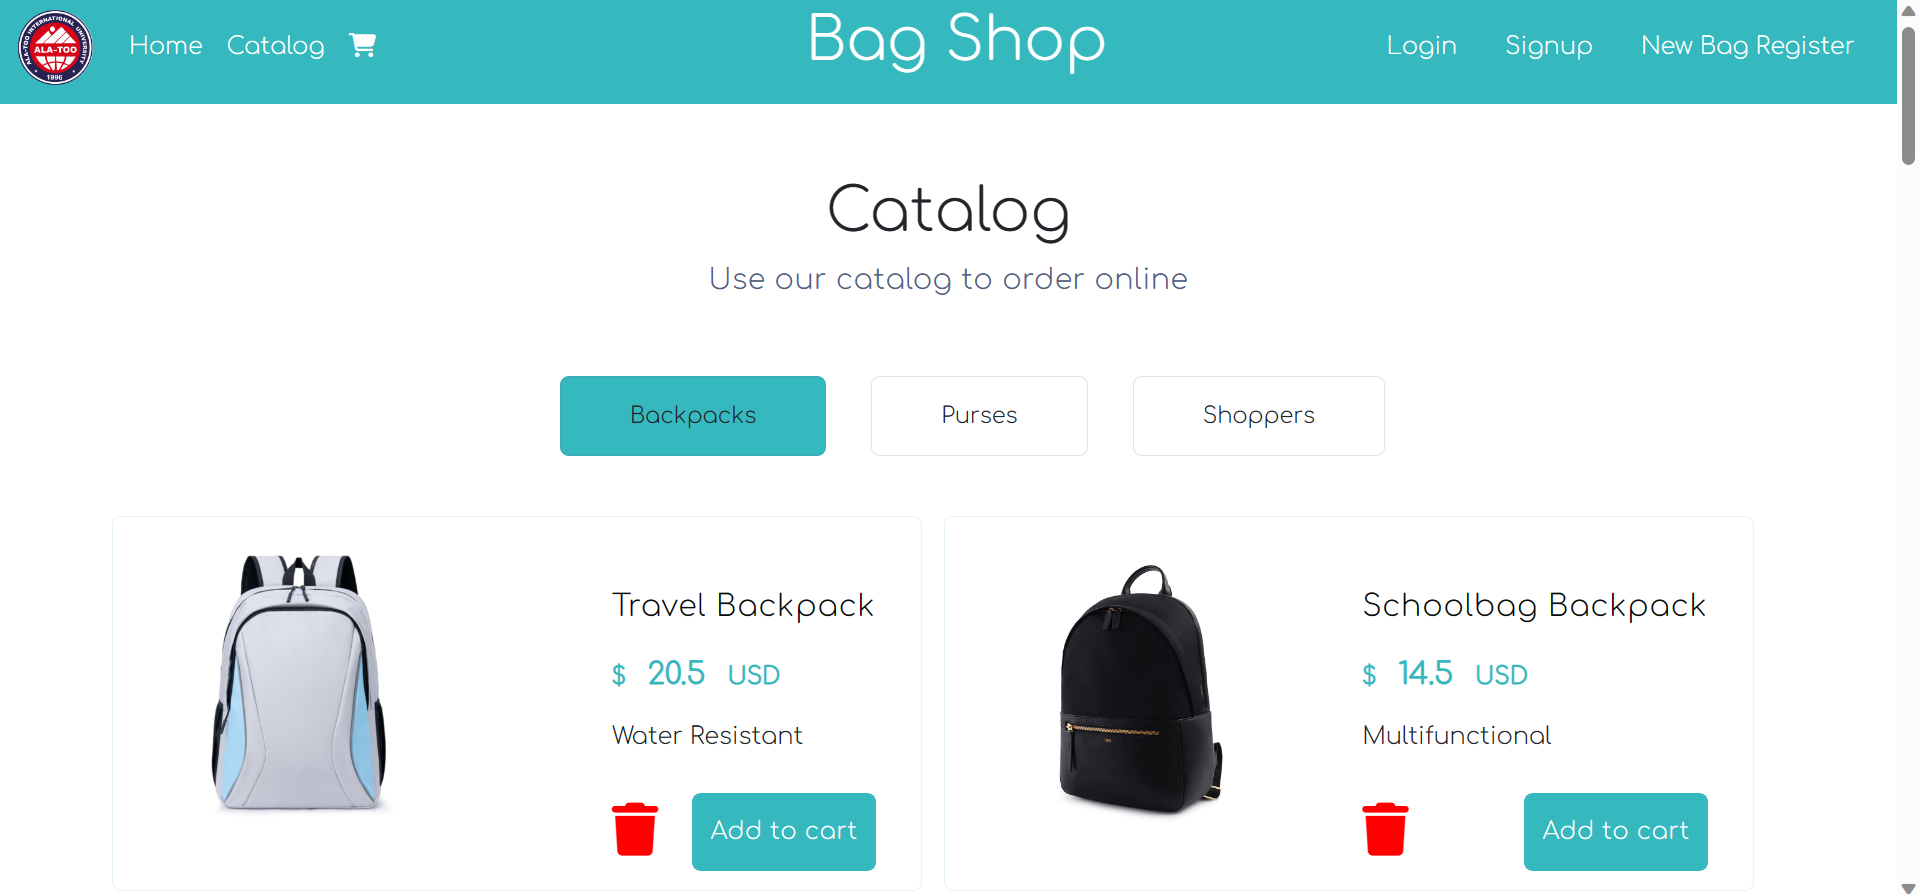 ALA-TOO INTERNATIONAL UNIVERSITY
ALA-TOO
1996
Home Catalog
Bag Shop
Login Signup New Bag Register
Catalog
Use our catalog to order online
Backpacks Purses Shoppers
Travel Backpack
$ 20.5 USD
Water Resistant
Add to cart
Schoolbag Backpack
$ 14.5 USD
Multifunctional
Add to cart